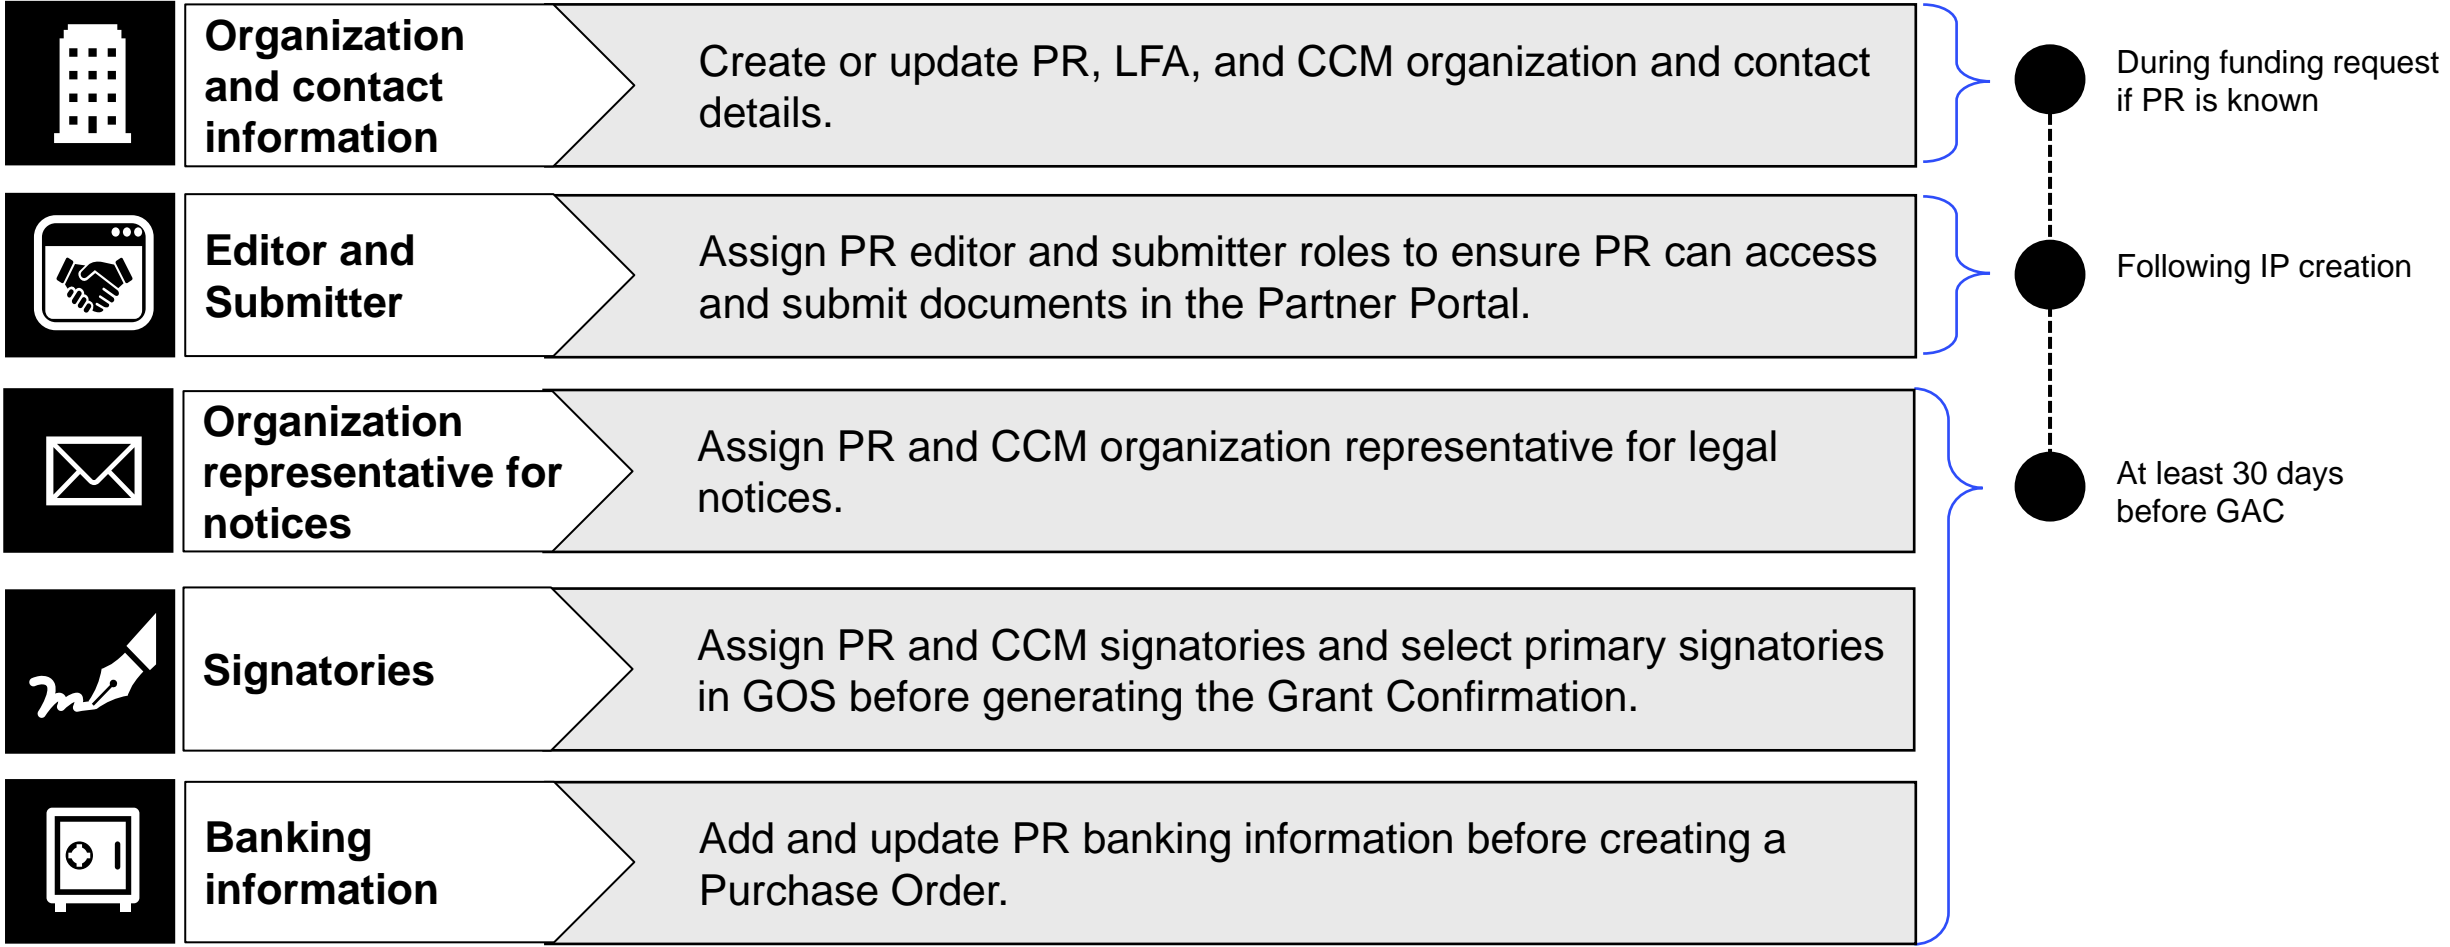 Organization
and contact
information
Create or update PR, LFA, and CCM organization and contact
details.
During funding request
if PR is known
Editor and
Submitter
Assign PR editor and submitter roles to ensure PR can access
and submit documents in the Partner Portal.
Following IP creation
Organization
representative for
notices
Assign PR and CCM organization representative for legal
notices.
At least 30 days
before GAC
Signatories
Assign PR and CCM signatories and select primary signatories
in GOS before generating the Grant Confirmation.
Banking
information
Add and update PR banking information before creating a
Purchase Order.